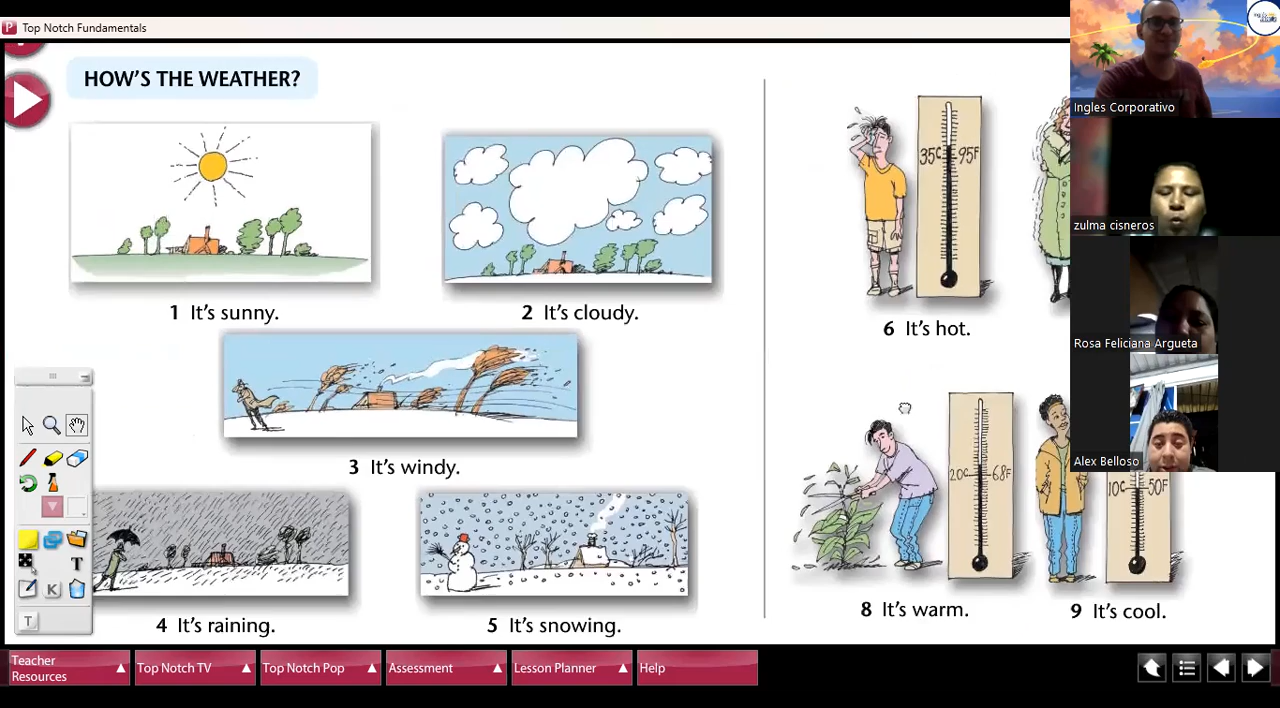 Top Notch Fundamentals
HOW'S THE WEATHER?
1 It's sunny.
2 It's cloudy.
3 It's windy.
4 It's raining.
5 It's snowing.
35C 95F
6 It's hot.
20C 68F
8 It's warm.
10C 50F
9 It's cool.
Ingles Corporativo
zulma cisneros
Rosa Feliciana Argueta
Alex Belloso
T
K
T
Teacher
Resources
Top Notch TV
Top Notch Pop
Assessment
Lesson Planner
Help